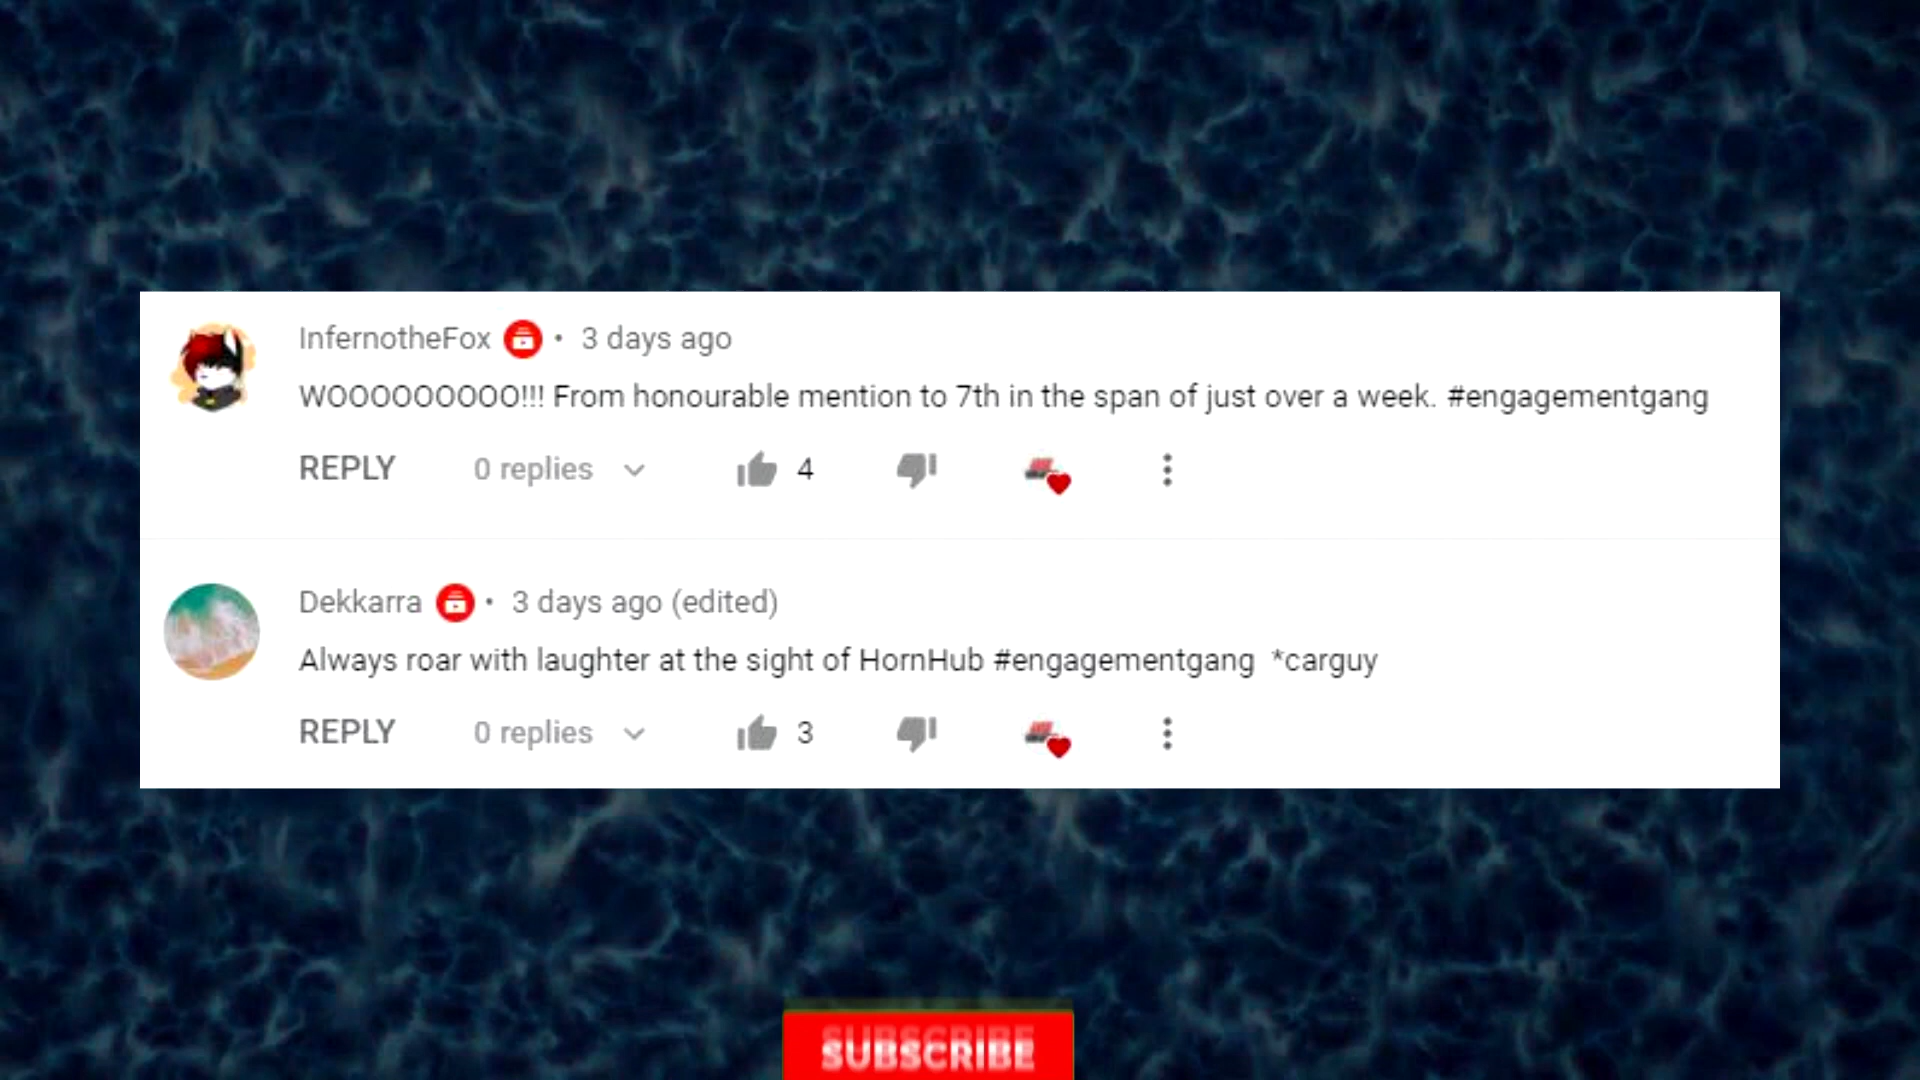 InfernotheFox • 3 days ago
WOOOOOOOOO!!! From honourable mention to 7th in the span of just over a week. #engagementgang
REPLY 0 replies 4
Dekkarra • 3 days ago (edited)
Always roar with laughter at the sight of HornHub #engagementgang *carguy
REPLY 0 replies 3
SUBSCRIBE